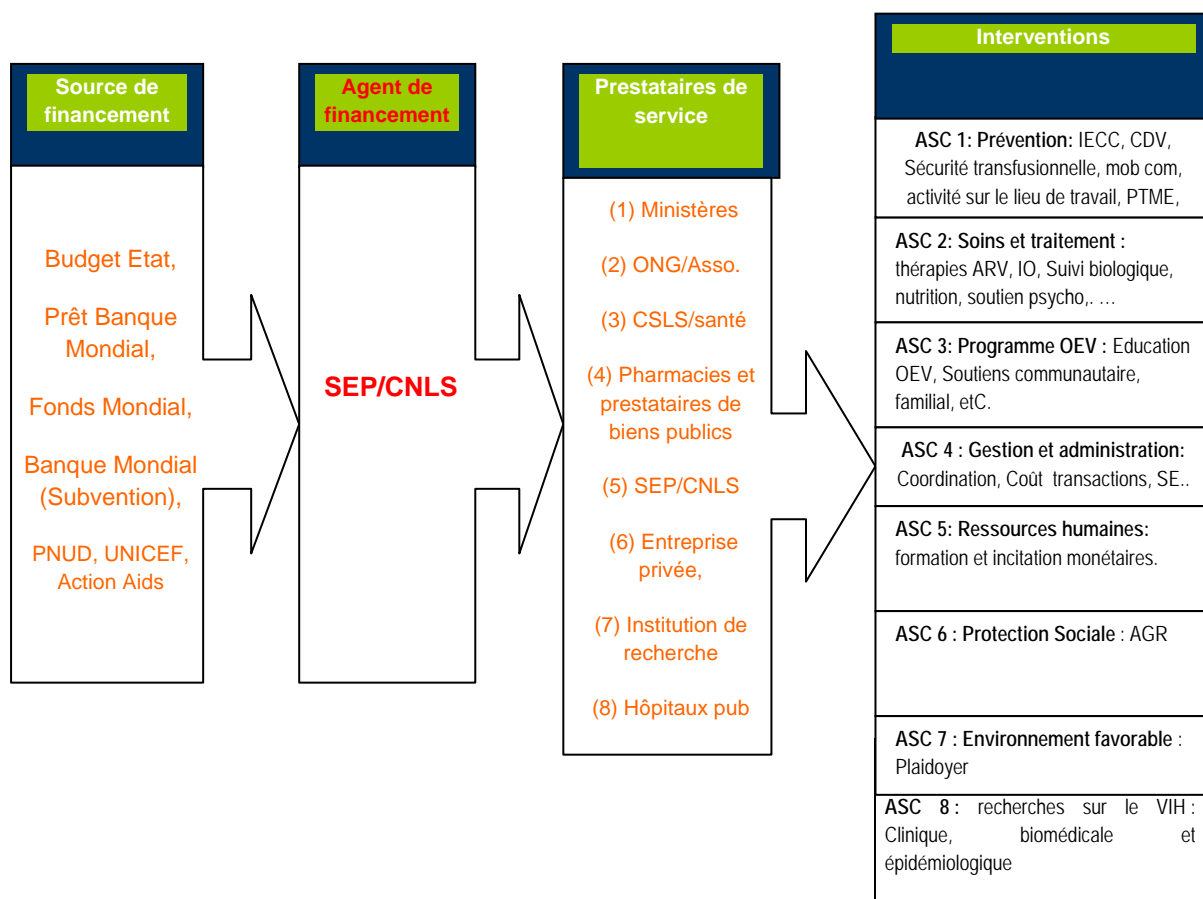 Source de
financement
Budget Etat,
Prêt Banque
Mondial,
Fonds Mondial,
Banque Mondial
(Subvention),
PNUD, UNICEF,
Action Aids
Agent de
financement
SEP/CNLS
Prestataires de
service
(1) Ministères
(2) ONG/Asso.
(3) CSLS/santé
(4) Pharmacies et
prestataires de
biens publics
(5) SEP/CNLS
(6) Entreprise
privée,
(7) Institution de
recherche
(8) Hôpitaux pub
Interventions
ASC 1: Prévention: IECC, CDV,
Sécurité transfusionnelle, mob com,
activité sur le lieu de travail, PTME,
ASC 2: Soins et traitement :
thérapies ARV, IO, Suivi biologique,
nutrition, soutien psycho,. …
ASC 3: Programme OEV : Education
OEV, Soutiens communautaire,
familial, etC.
ASC 4 : Gestion et administration:
Coordination, Coût transactions, SE..
ASC 5: Ressources humaines:
formation et incitation monétaires.
ASC 6 : Protection Sociale : AGR
ASC 7 : Environnement favorable :
Plaidoyer
ASC 8 : recherches sur le VIH :
Clinique, biomédicale et
épidémiologique